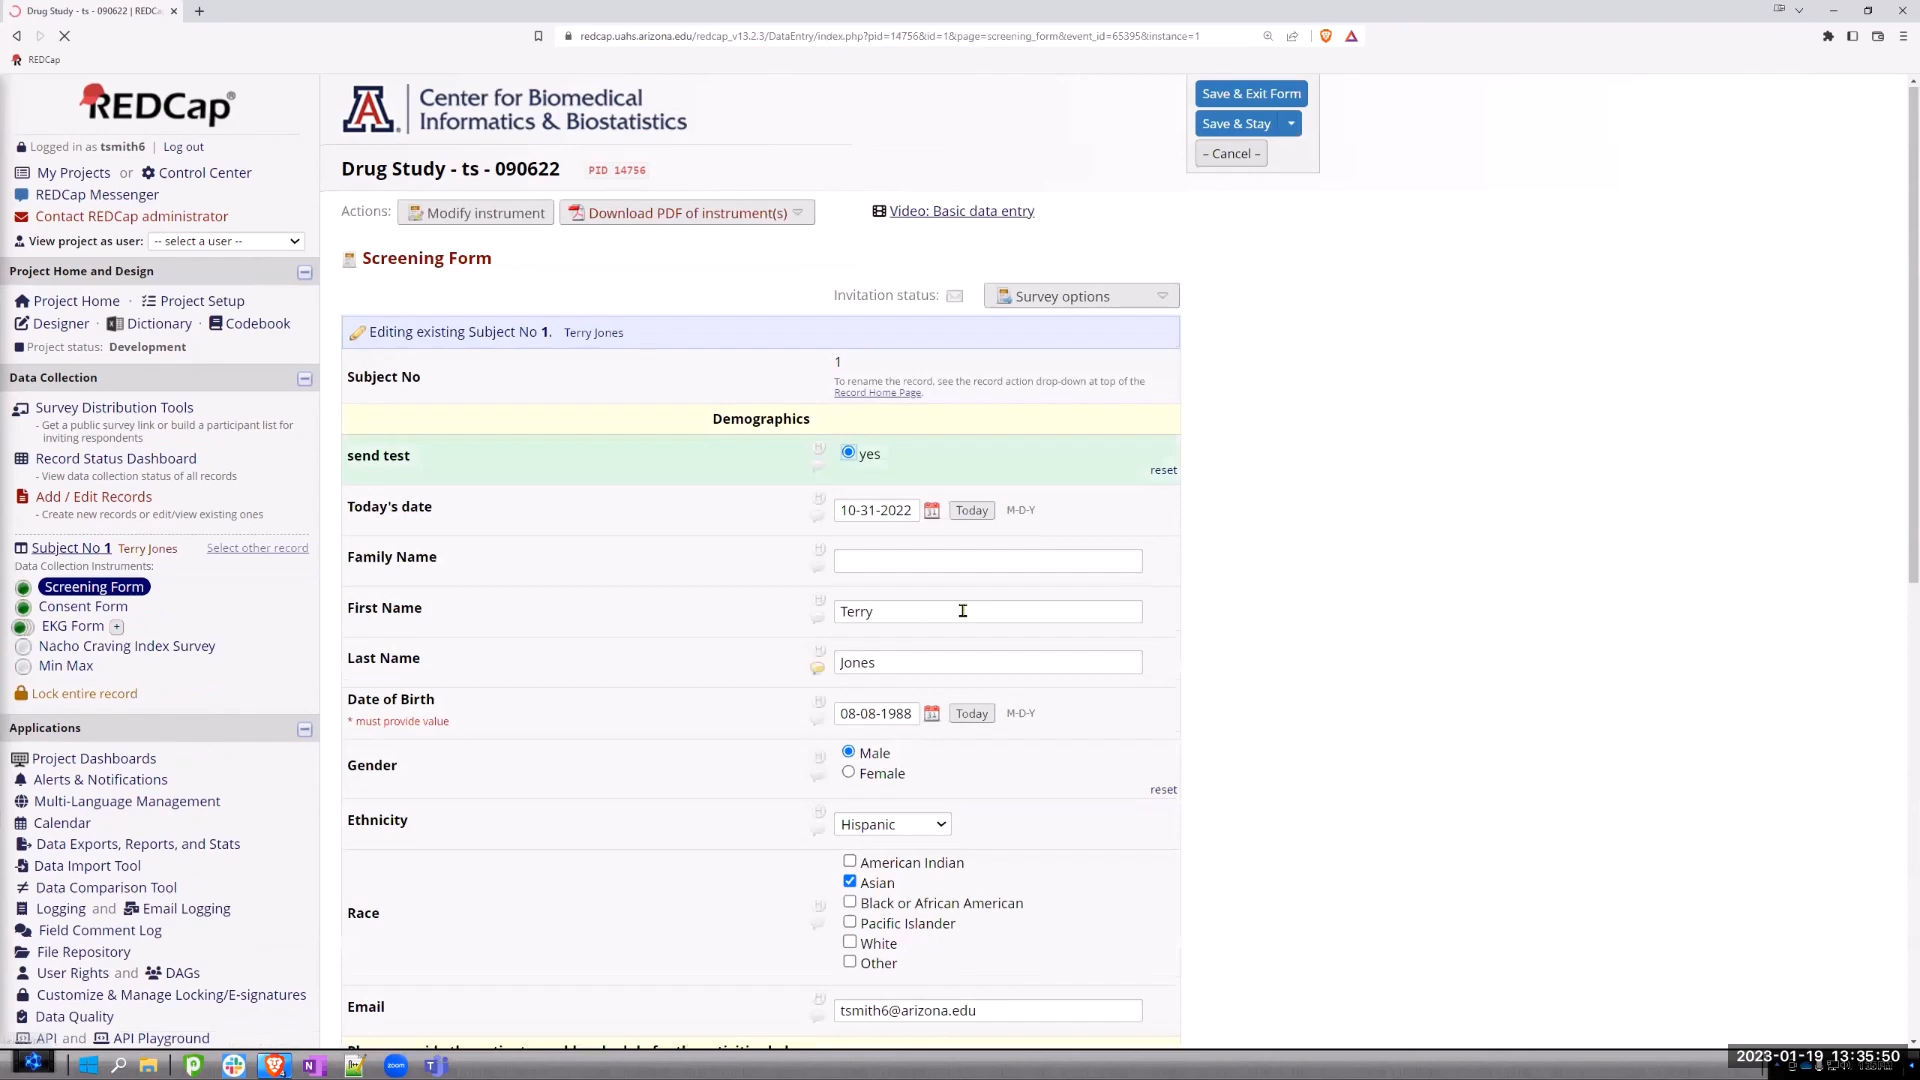 Drug Study - ts - 090622 | REDCa
redcap.uahs.arizona.edu/redcap_v13.2.3/DataEntry/index.php?pid=14756&id=1&page=screening_form&event_id=65395&instance=1
REDCap
REDCap
Logged in as tsmith6 | Log out
My Projects or Control Center
REDCap Messenger
Contact REDCap administrator
View project as user: -- select a user --
Project Home and Design
Project Home · Project Setup
Designer · Dictionary · Codebook
Project status: Development
Data Collection
Survey Distribution Tools
- Get a public survey link or build a participant list for
inviting respondents
Record Status Dashboard
- View data collection status of all records
Add / Edit Records
- Create new records or edit/view existing ones
Subject No 1 Terry Jones Select other record
Data Collection Instruments:
Screening Form
Consent Form
EKG Form +
Nacho Craving Index Survey
Min Max
Lock entire record
Applications
Project Dashboards
Alerts & Notifications
Multi-Language Management
Calendar
Data Exports, Reports, and Stats
Data Import Tool
Data Comparison Tool
Logging and Email Logging
Field Comment Log
File Repository
User Rights and DAGs
Customize & Manage Locking/E-signatures
Data Quality
API and API Playground
A
Center for Biomedical
Informatics & Biostatistics
Save & Exit Form
Save & Stay
– Cancel –
Drug Study - ts - 090622 PID 14756
Actions: Modify instrument Download PDF of instrument(s) Video: Basic data entry
Screening Form
Invitation status: Survey options
Editing existing Subject No 1. Terry Jones
Subject No
1
To rename the record, see the record action drop-down at top of the
Record Home Page.
Demographics
send test yes
reset
Today's date 10-31-2022 Today M-D-Y
Family Name
First Name Terry
Last Name Jones
Date of Birth 08-08-1988 Today M-D-Y
* must provide value
Gender
Male
Female
reset
Ethnicity Hispanic
Race
American Indian
Asian
Black or African American
Pacific Islander
White
Other
Email tsmith6@arizona.edu
zoom
2023-01-19 13:35:50